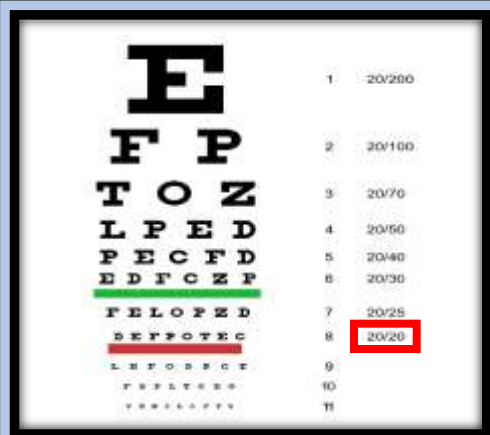 E 1 20/200
F P 2 20/100
T O Z 3 20/70
L P E D 4 20/50
P E C F D 5 20/40
E D F C Z P 6 20/30
F E L O P Z D 7 20/25
D E F P O T E C 8 20/20
L E F O D P C T 9
10
11